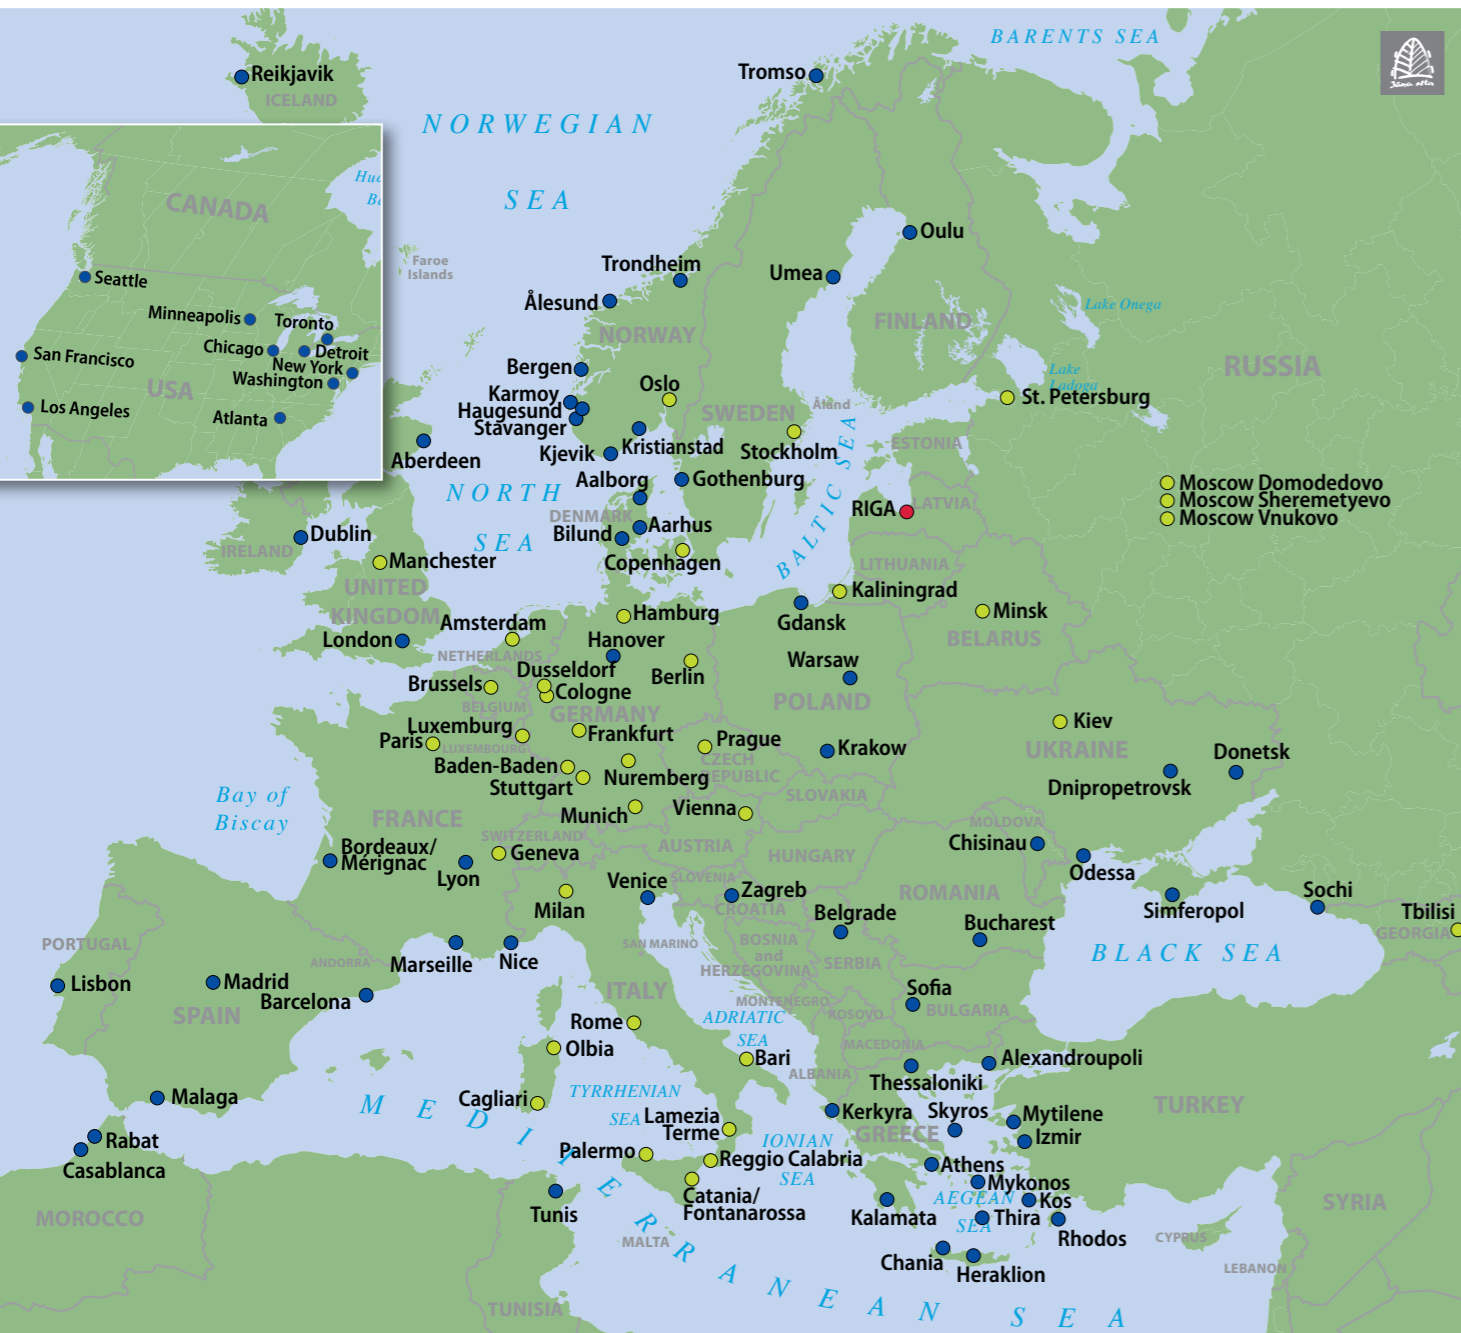 BARENTS SEA
Reikjavik
ICELAND
Tromso
NORWEGIAN
SEA
CANADA
Seattle
Minneapolis
Toronto
Chicago
Detroit
San Francisco
New York
Washington
USA
Los Angeles
Atlanta
Faroe
Islands
Oulu
Umea
Trondheim
Ålesund
NORWAY
FINLAND
Lake Onega
RUSSIA
Bergen
Lake
Ladoga
Oslo
Karmoy
Haugesund
Stavanger
SWEDEN
Åland
St. Petersburg
Kristianstad
Kjevik
Stockholm
ESTONIA
Aberdeen
Aalborg
Gothenburg
NORTH
SEA
BALTIC SEA
RIGA
LATVIA
Moscow Domodedovo
Moscow Sheremetyevo
Moscow Vnukovo
DENMARK
Aarhus
Bilund
Dublin
IRELAND
Manchester
Copenhagen
LITHUANIA
UNITED
KINGDOM
Kaliningrad
Amsterdam
Hamburg
Gdansk
Minsk
BELARUS
London
Hanover
NETHERLANDS
Dusseldorf
Berlin
Warsaw
Brussels
Cologne
BELGIUM
GERMANY
POLAND
Luxemburg
Paris
LUXEMBOURG
Frankfurt
Prague
Krakow
Kiev
UKRAINE
Donetsk
CZECH
REPUBLIC
Baden-Baden
Stuttgart
Nuremberg
SLOVAKIA
Dnipropetrovsk
Bay of
Biscay
FRANCE
Munich
Vienna
MOLDOVA
SWITZERLAND
AUSTRIA
Chisinau
Bordeaux/
Mérignac
Lyon
Geneva
HUNGARY
Odessa
SLOVENIA
Venice
Zagreb
ROMANIA
Sochi
Milan
CROATIA
Belgrade
Bucharest
Simferopol
Tbilisi
GEORGIA
PORTUGAL
SAN MARINO
BOSNIA
and
HERZEGOVINA
BLACK SEA
ANDORRA
Marseille
Nice
SERBIA
Lisbon
Madrid
Barcelona
SPAIN
ITALY
MONTENEGRO
Sofia
BULGARIA
KOSOVO
ADRIATIC
SEA
Rome
Olbia
Bari
MACEDONIA
ALBANIA
Alexandroupoli
Thessaloniki
Malaga
MEDITERRANEAN SEA
Cagliari
TYRRHENIAN
SEA
Lamezia
Terme
Kerkyra
Skyros
Mytilene
TURKEY
GREECE
Izmir
Rabat
Casablanca
Palermo
Reggio Calabria
IONIAN
SEA
Athens
Mykonos
Catania/
Fontanarossa
AEGEAN
SEA
Kos
Tunis
Kalamata
Thira
Rhodos
MOROCCO
MALTA
SYRIA
CYPRUS
Chania
Heraklion
LEBANON
TUNISIA